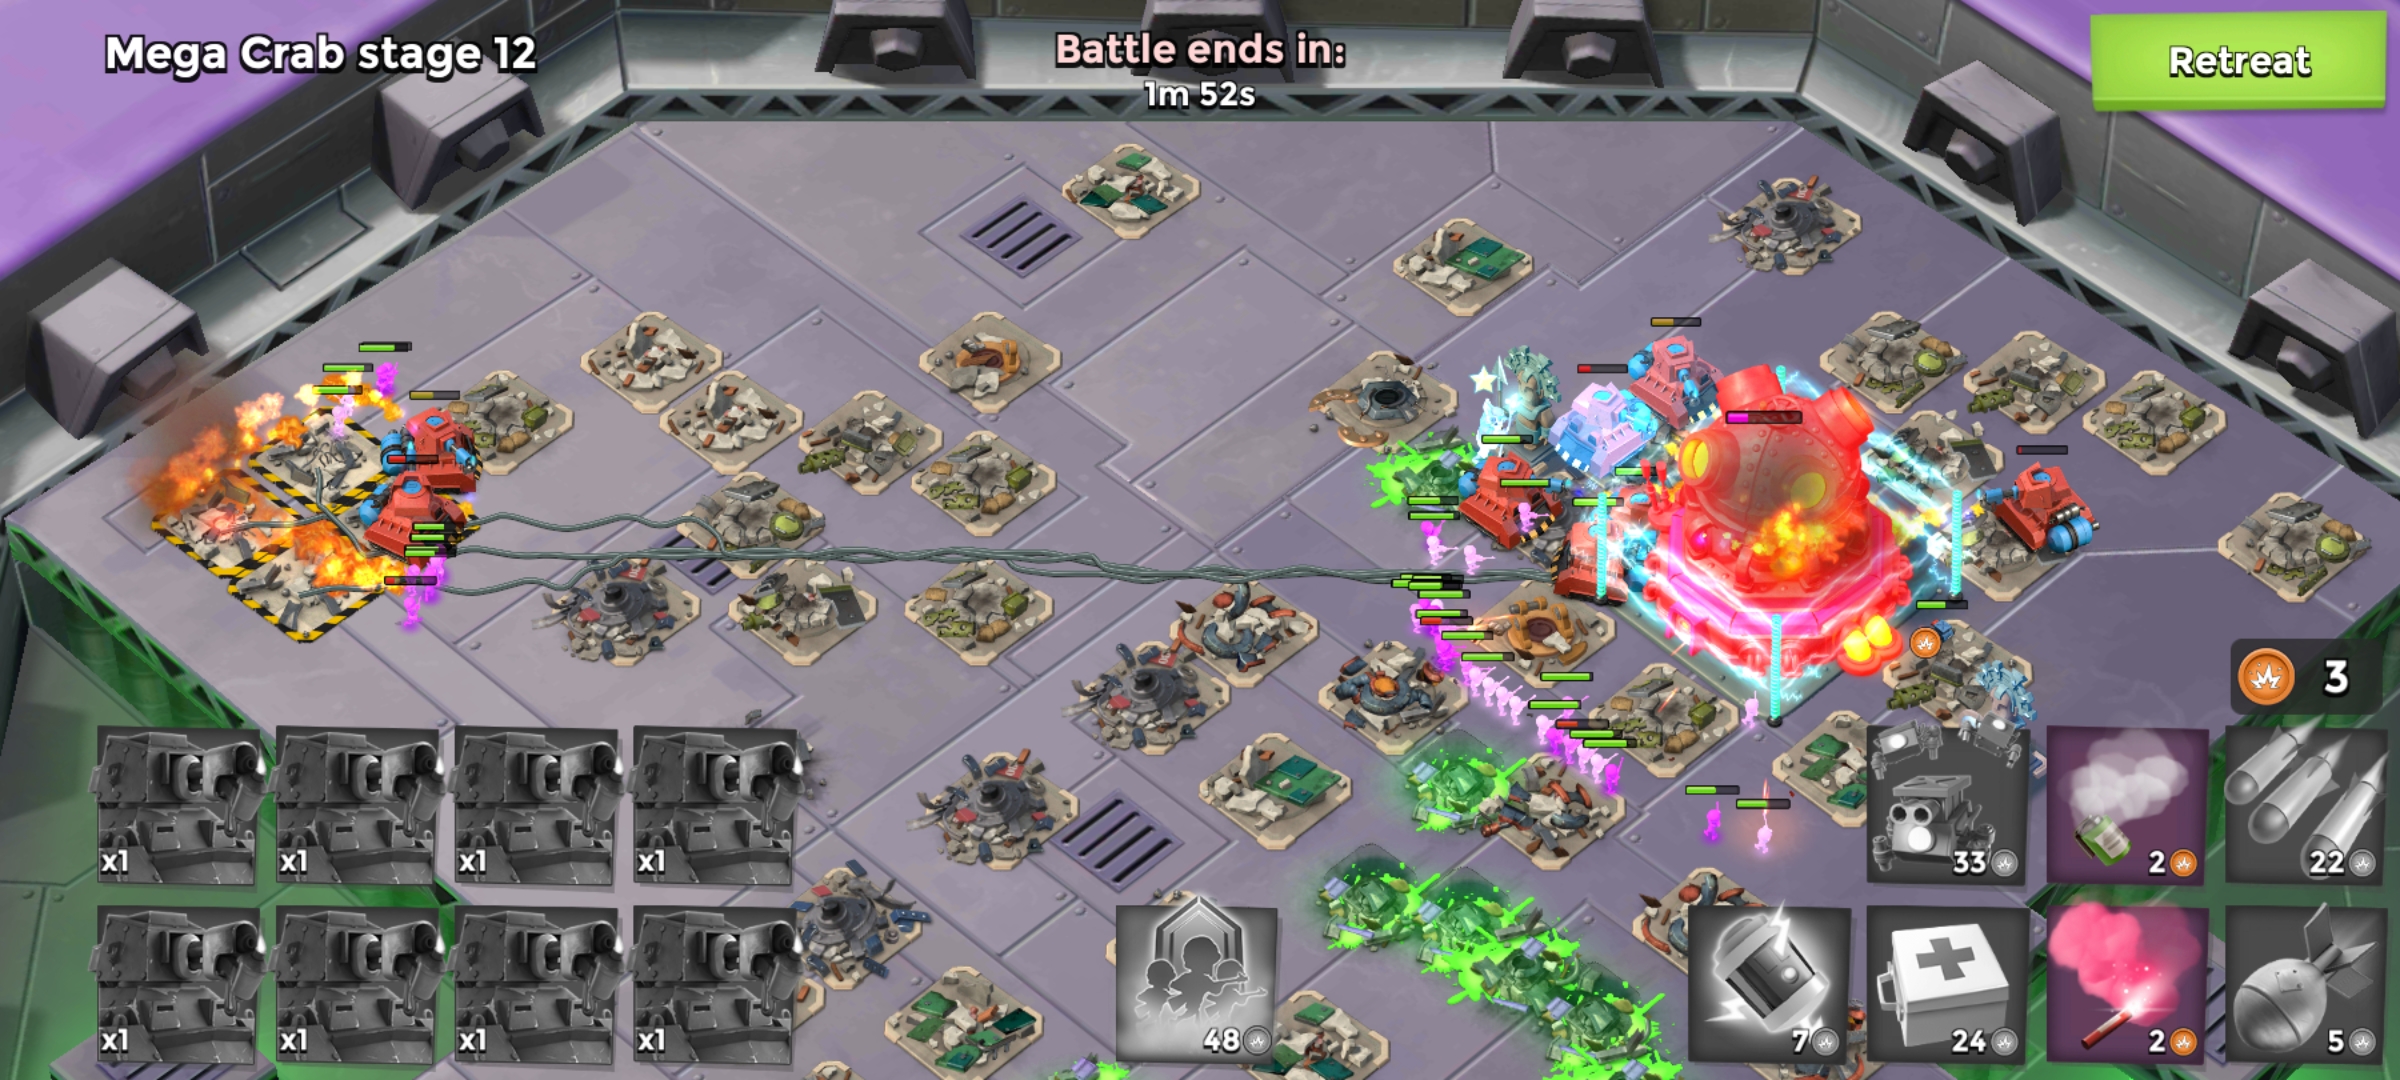 Mega Crab stage 12
Battle ends in:
1m 52s
Retreat
3
x1
x1
x1
x1
33
2
22
x1
x1
x1
x1
48
7
24
2
5